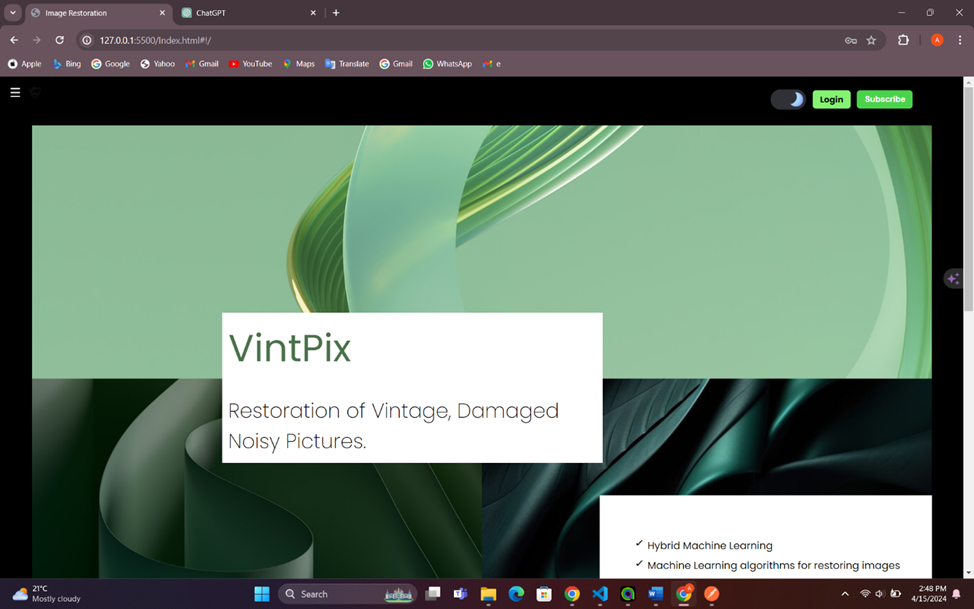 Image Restoration
ChatGPT
127.0.0.1:5500/Index.html#!/
A
Apple
Bing
Google
Yahoo
Gmail
YouTube
Maps
Translate
Gmail
WhatsApp
e
Login
Subscribe
VintPix
Restoration of Vintage, Damaged
Noisy Pictures.
✓ Hybrid Machine Learning
✓ Machine Learning algorithms for restoring images
21°C
Mostly cloudy
Search
2:48 PM
4/15/2024